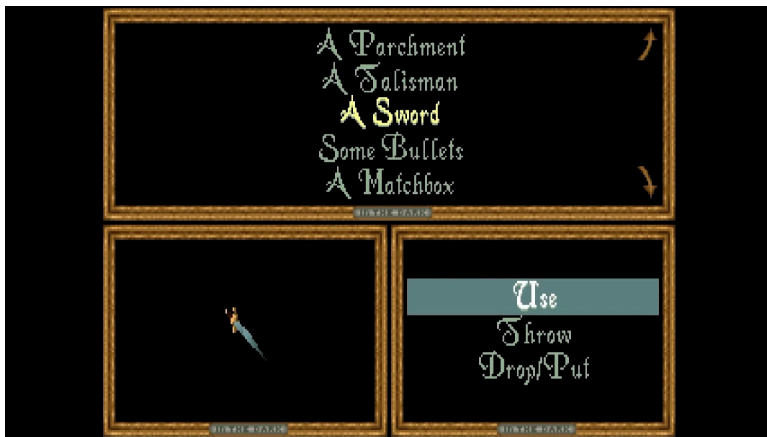 A Parchment
A Talisman
A Sword
Some Bullets
A Matchbox
IN THE DARK
Use
Throw
Drop/Put
IN THE DARK
IN THE DARK